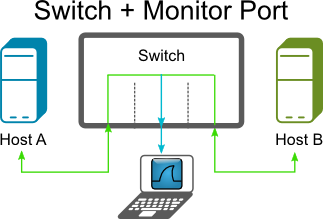 Switch + Monitor Port
Switch
Host A
Host B